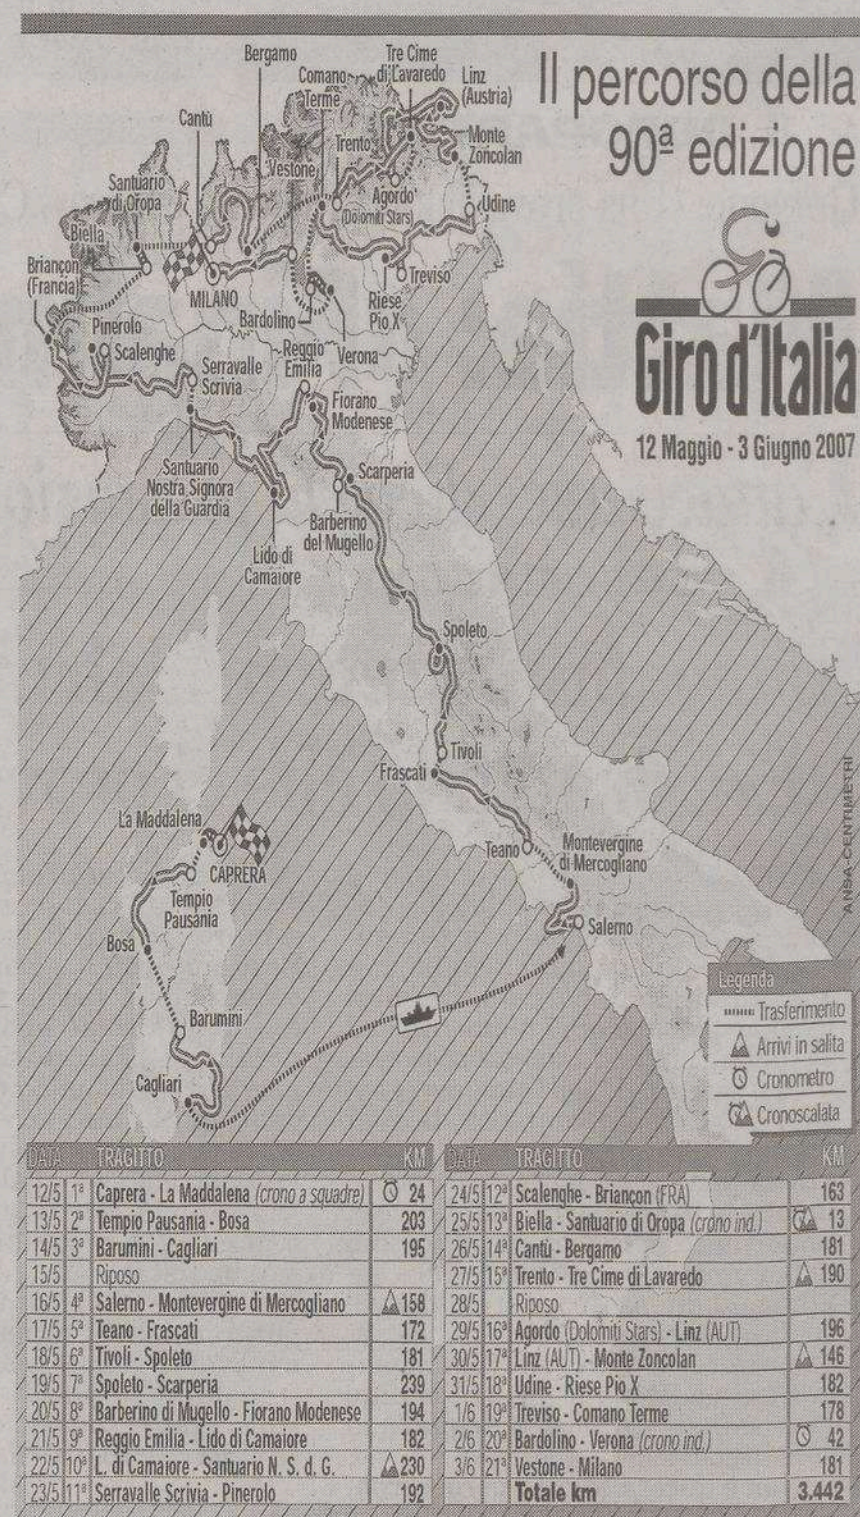 Il percorso della
90ª edizione
Giro d'Italia
12 Maggio - 3 Giugno 2007
Bergamo
Tre Cime
di Lavaredo
Linz
(Austria)
Comano
Terme
Cantù
Trento
Monte
Zoncolan
Vestone
Santuario
di Oropa
Agordo
(Dolomiti Stars)
Udine
Biella
Briançon
(Francia)
MILANO
Treviso
Riese
Pio X
Bardolino
Pinerolo
Scalenghe
Reggio
Emilia
Verona
Serravalle
Scrivia
Fiorano
Modenese
Santuario
Nostra Signora
della Guardia
Scarperia
Barberino
del Mugello
Lido di
Camaiore
Spoleto
Tivoli
Frascati
La Maddalena
CAPRERA
Teano
Montevergine
di Mercogliano
Tempio
Pausania
Salerno
Bosa
Barumini
Cagliari
ANSA-CENTIMETRI
Legenda
Trasferimento
Arrivi in salita
Cronometro
Cronoscalata
DATA TRAGITTO KM
12/5 1ª Caprera - La Maddalena (crono a squadre) 24
13/5 2ª Tempio Pausania - Bosa 203
14/5 3ª Barumini - Cagliari 195
15/5 Riposo
16/5 4ª Salerno - Montevergine di Mercogliano 158
17/5 5ª Teano - Frascati 172
18/5 6ª Tivoli - Spoleto 181
19/5 7ª Spoleto - Scarperia 239
20/5 8ª Barberino di Mugello - Fiorano Modenese 194
21/5 9ª Reggio Emilia - Lido di Camaiore 182
22/5 10ª L. di Camaiore - Santuario N. S. d. G. 230
23/5 11ª Serravalle Scrivia - Pinerolo 192
DATA TRAGITTO KM
24/5 12ª Scalenghe - Briançon (FRA) 163
25/5 13ª Biella - Santuario di Oropa (crono ind.) 13
26/5 14ª Cantù - Bergamo 181
27/5 15ª Trento - Tre Cime di Lavaredo 190
28/5 Riposo
29/5 16ª Agordo (Dolomiti Stars) - Linz (AUT) 196
30/5 17ª Linz (AUT) - Monte Zoncolan 146
31/5 18ª Udine - Riese Pio X 182
1/6 19ª Treviso - Comano Terme 178
2/6 20ª Bardolino - Verona (crono ind.) 42
3/6 21ª Vestone - Milano 181
Totale km 3.442